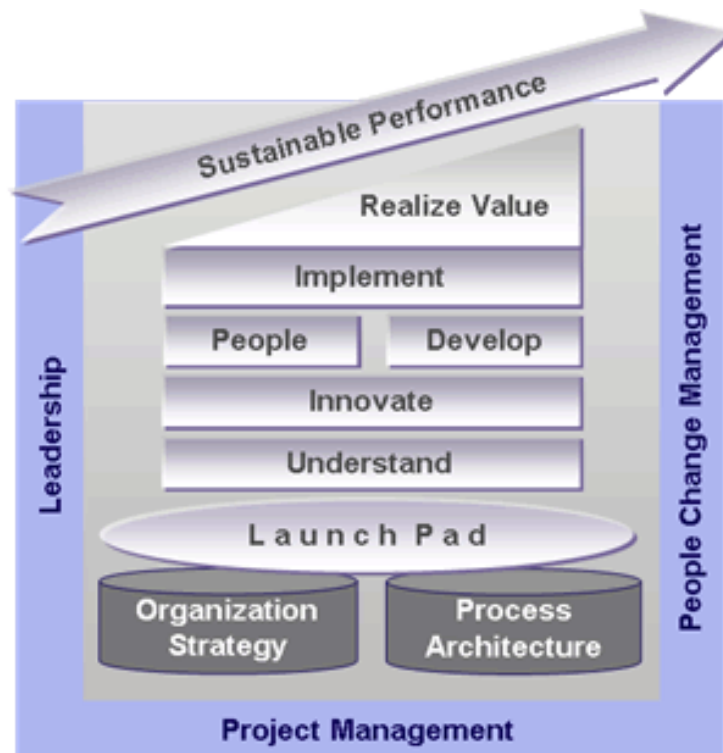 Sustainable Performance
Realize Value
Implement
People
Develop
Innovate
Understand
Launch Pad
Organization
Strategy
Process
Architecture
Leadership
People Change Management
Project Management